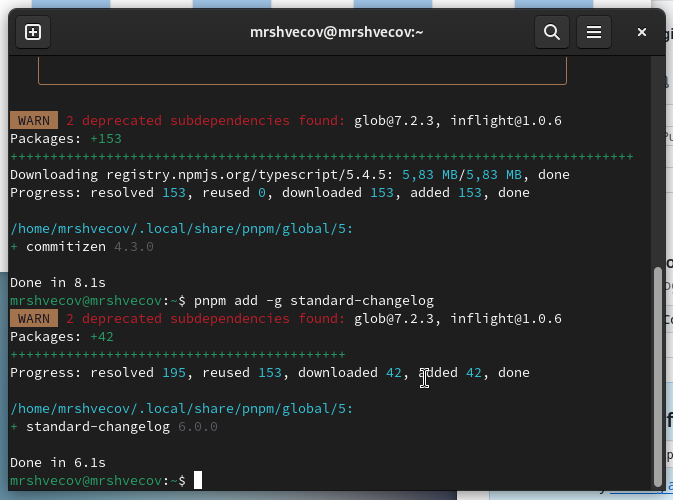 mrshvecov@mrshvecov:~
WARN 2 deprecated subdependencies found: glob@7.2.3, inflight@1.0.6
Packages: +153
++++++++++++++++++++++++++++++++++++++++++++++++++++++++++++++++++++++++++++++
Downloading registry.npmjs.org/typescript/5.4.5: 5,83 MB/5,83 MB, done
Progress: resolved 153, reused 0, downloaded 153, added 153, done
/home/mrshvecov/.local/share/pnpm/global/5:
+ commitizen 4.3.0
Done in 8.1s
mrshvecov@mrshvecov:~$ pnpm add -g standard-changelog
WARN 2 deprecated subdependencies found: glob@7.2.3, inflight@1.0.6
Packages: +42
++++++++++++++++++++++++++++++++++++++++++
Progress: resolved 195, reused 153, downloaded 42, added 42, done
/home/mrshvecov/.local/share/pnpm/global/5:
+ standard-changelog 6.0.0
Done in 6.1s
mrshvecov@mrshvecov:~$